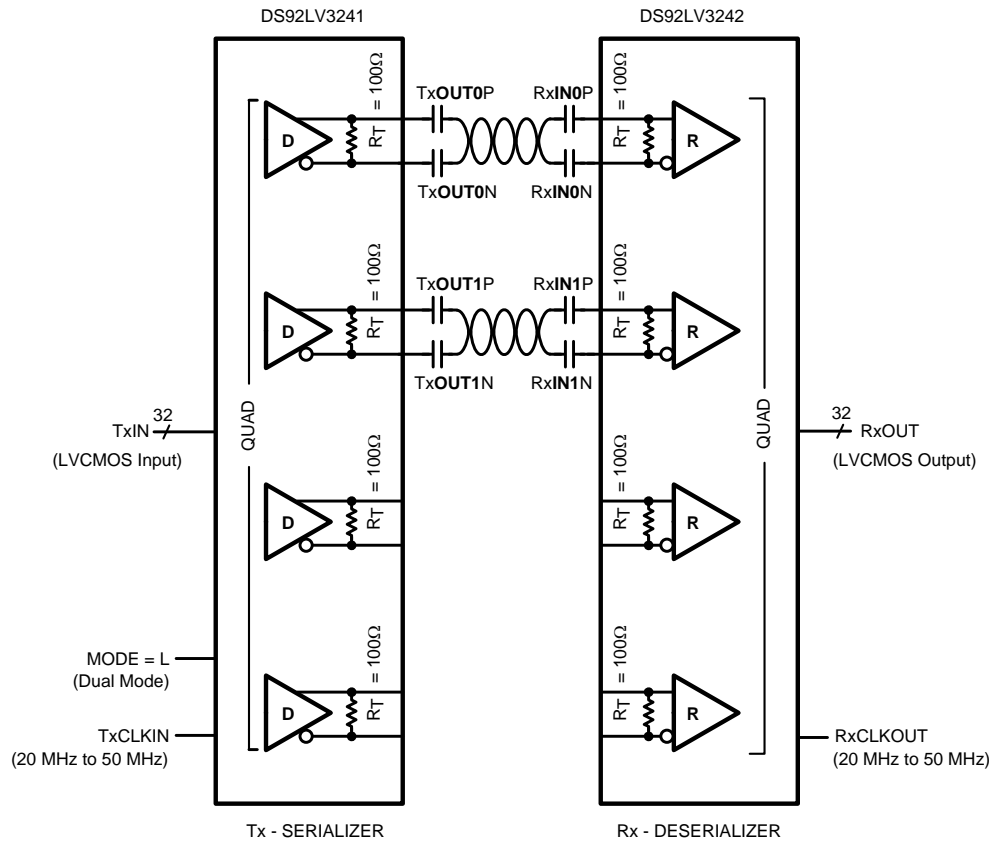 DS92LV3241
DS92LV3242
RT = 100Ω
TxOUT0P
RxIN0P
RT = 100Ω
D
R
TxOUT0N
RxIN0N
RT = 100Ω
TxOUT1P
RxIN1P
RT = 100Ω
D
R
TxOUT1N
RxIN1N
QUAD
QUAD
32
TxIN
(LVCMOS Input)
32
RxOUT
(LVCMOS Output)
RT = 100Ω
RT = 100Ω
D
R
MODE = L
(Dual Mode)
RT = 100Ω
RT = 100Ω
D
R
TxCLKIN
(20 MHz to 50 MHz)
RxCLKOUT
(20 MHz to 50 MHz)
Tx - SERIALIZER
Rx - DESERIALIZER